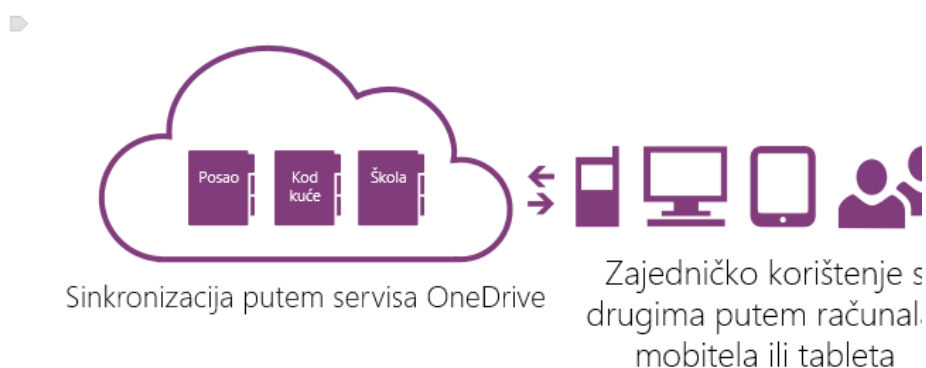 Posao
Kod
kuće
Škola
Sinkronizacija putem servisa OneDrive
Zajedničko korištenje s
drugima putem računala
mobitela ili tableta